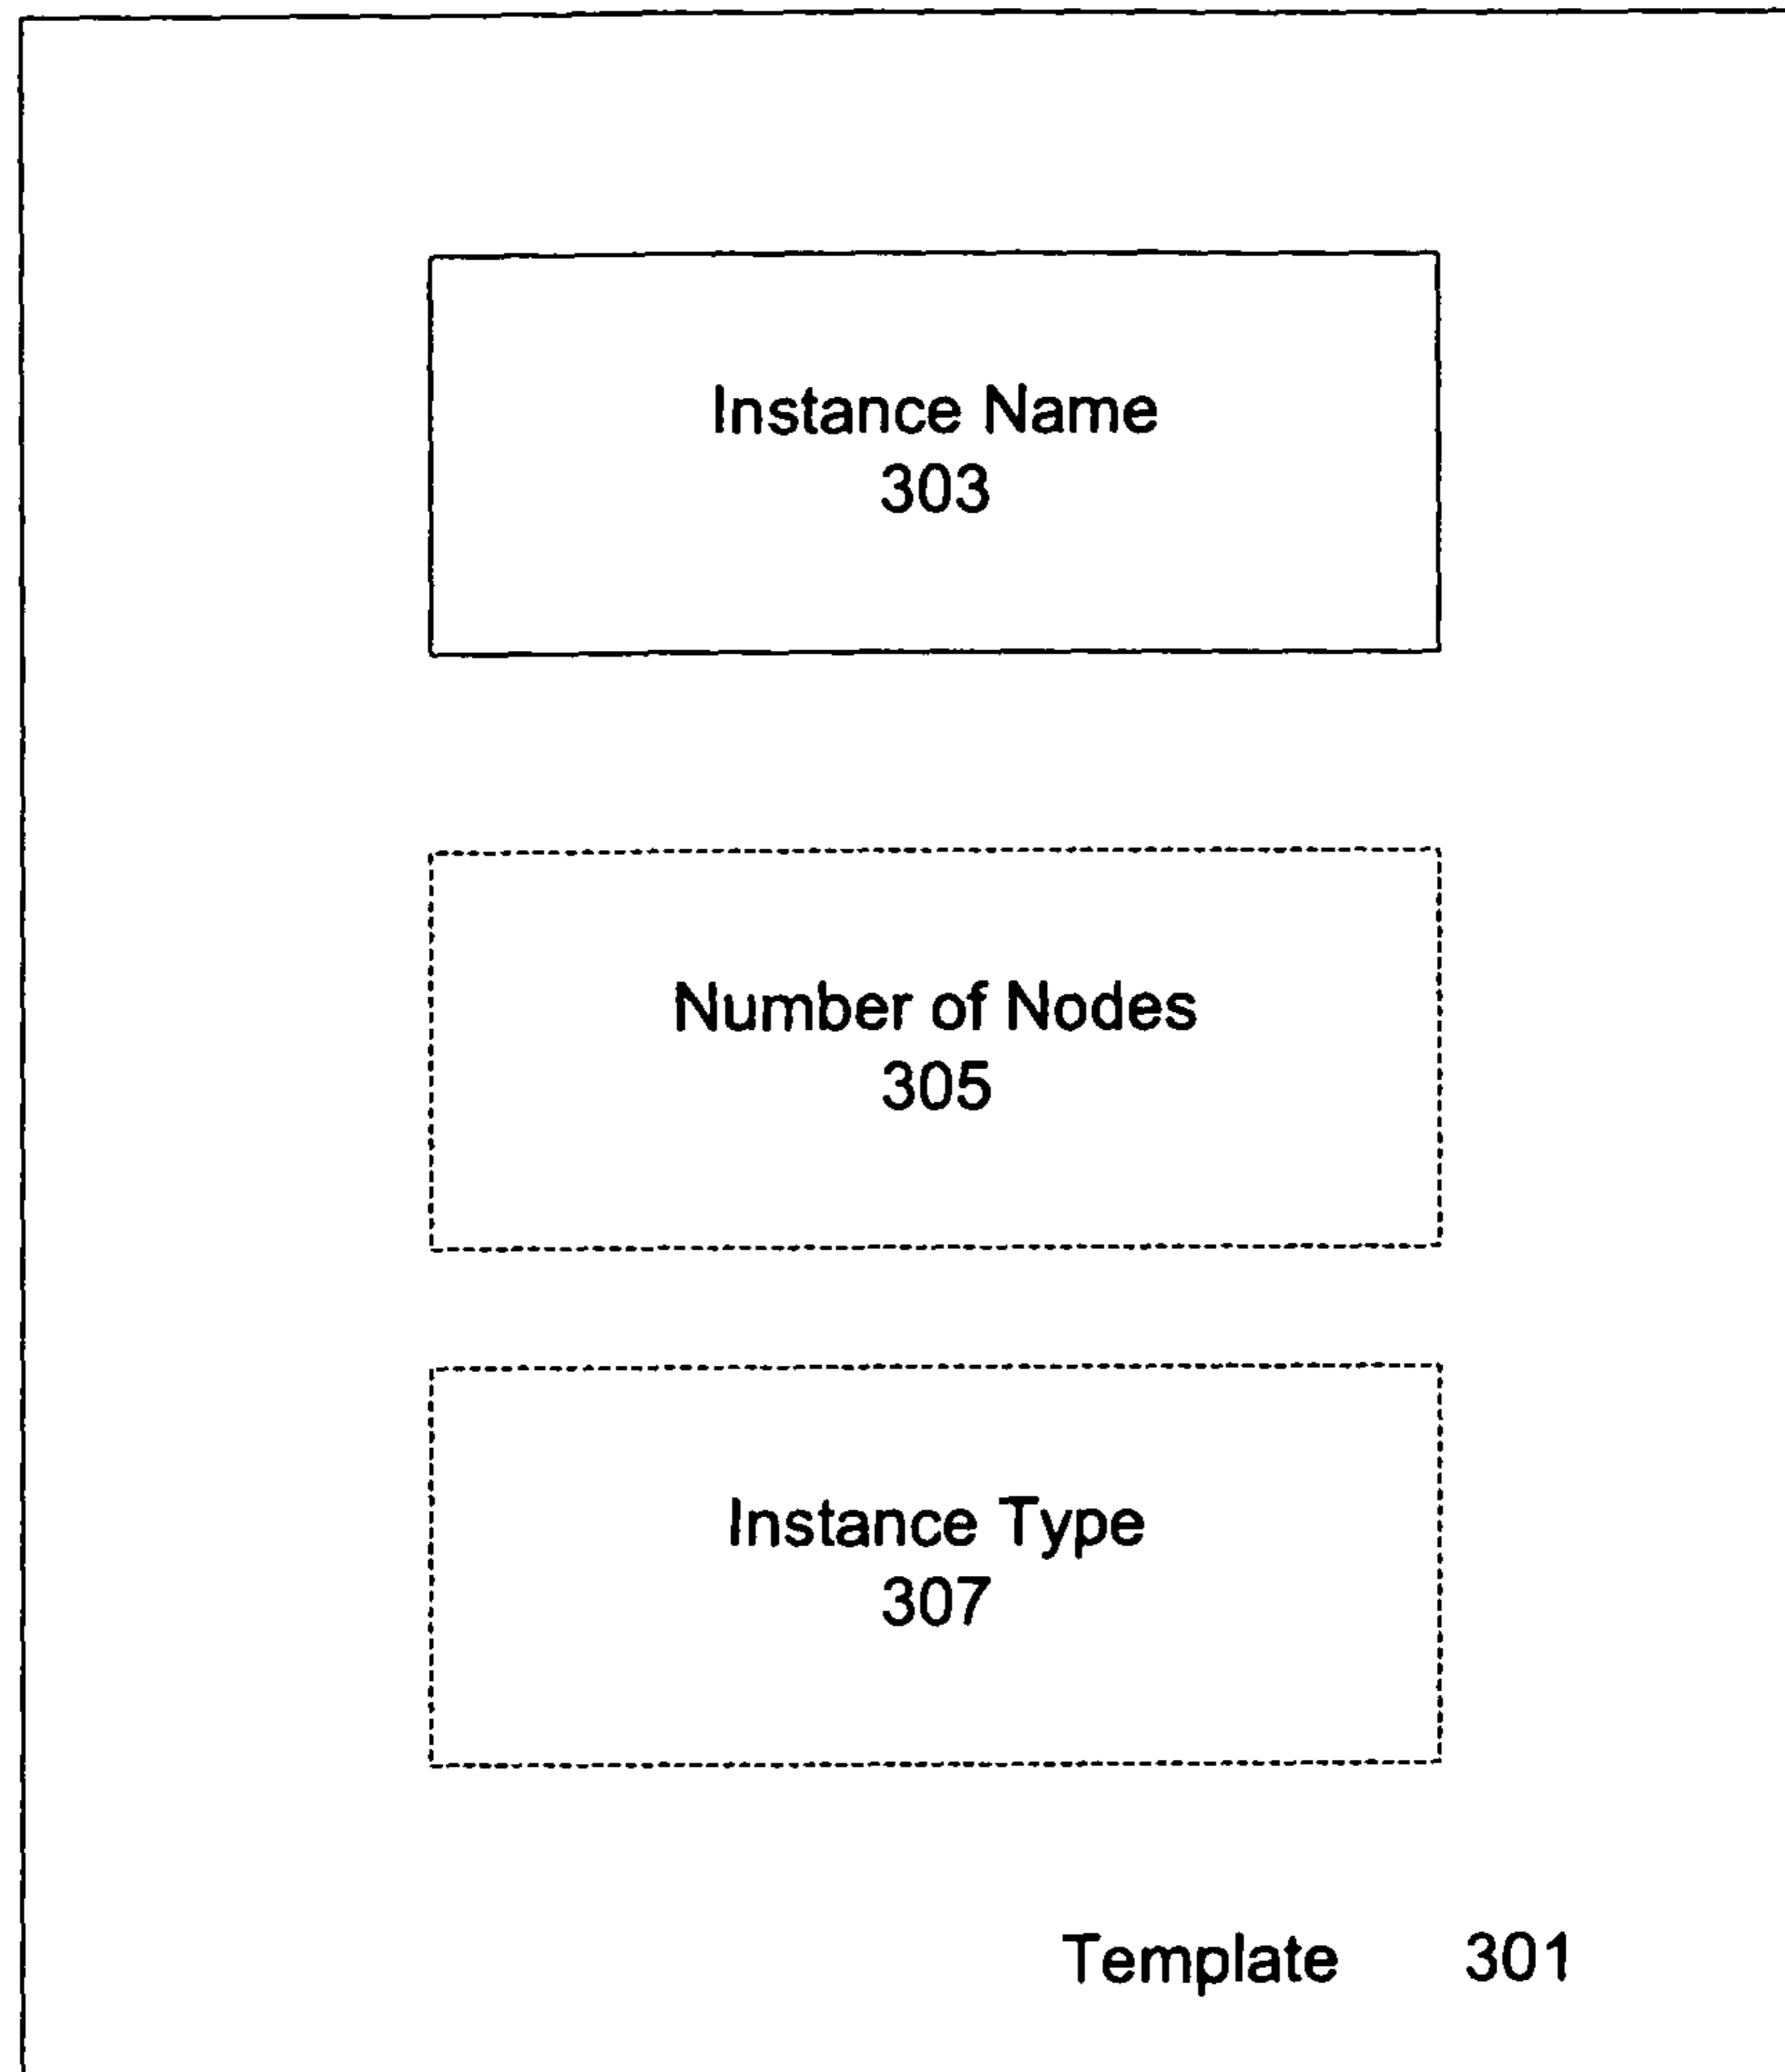 Instance Name
303
Number of Nodes
305
Instance Type
307
Template 301